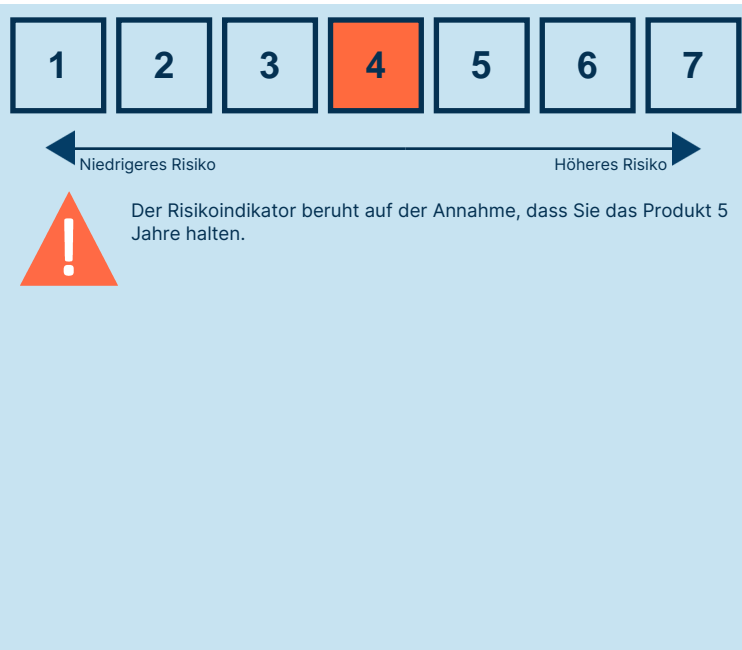 1 2 3 4 5 6 7
Niedrigeres Risiko Höheres Risiko
!
Der Risikoindikator beruht auf der Annahme, dass Sie das Produkt 5
Jahre halten.